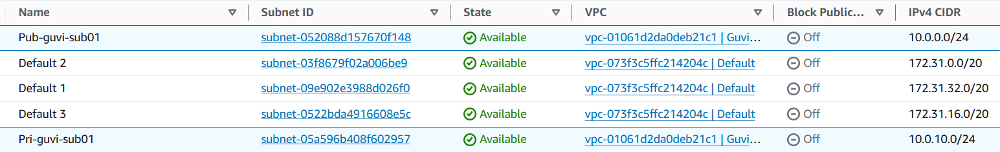 Name Subnet ID State VPC Block Public... IPv4 CIDR
Pub-guvi-sub01 subnet-052088d157670f148 Available vpc-01061d2da0deb21c1 | Guvi... Off 10.0.0.0/24
Default 2 subnet-03f8679f02a006be9 Available vpc-073f3c5ffc214204c | Default Off 172.31.0.0/20
Default 1 subnet-09e902e3988d026f0 Available vpc-073f3c5ffc214204c | Default Off 172.31.32.0/20
Default 3 subnet-0522bda4916608e5c Available vpc-073f3c5ffc214204c | Default Off 172.31.16.0/20
Pri-guvi-sub01 subnet-05a596b408f602957 Available vpc-01061d2da0deb21c1 | Guvi... Off 10.0.10.0/24